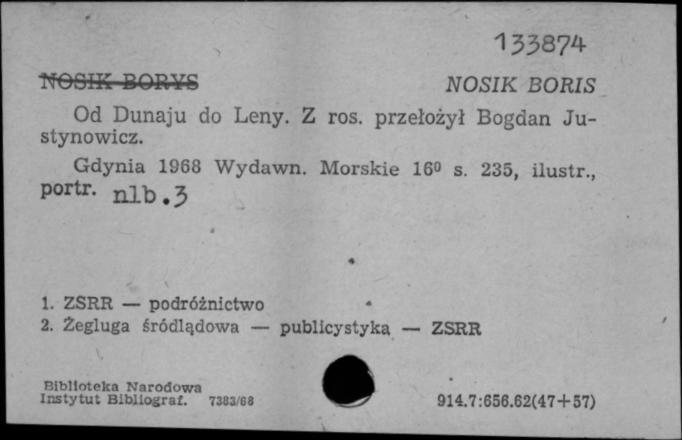 133874
NOSIK BORYS NOSIK BORIS
Od Dunaju do Leny. Z ros. przełożył Bogdan Ju-
stynowicz.
Gdynia 1968 Wydawn. Morskie 16⁰ s. 235, ilustr.,
portr. nlb.3
1. ZSRR — podróżnictwo
2. Żegluga śródlądowa — publicystyka — ZSRR
Biblioteka Narodowa
Instytut Bibliograf. 7383/68 914.7:656.62(47+57)